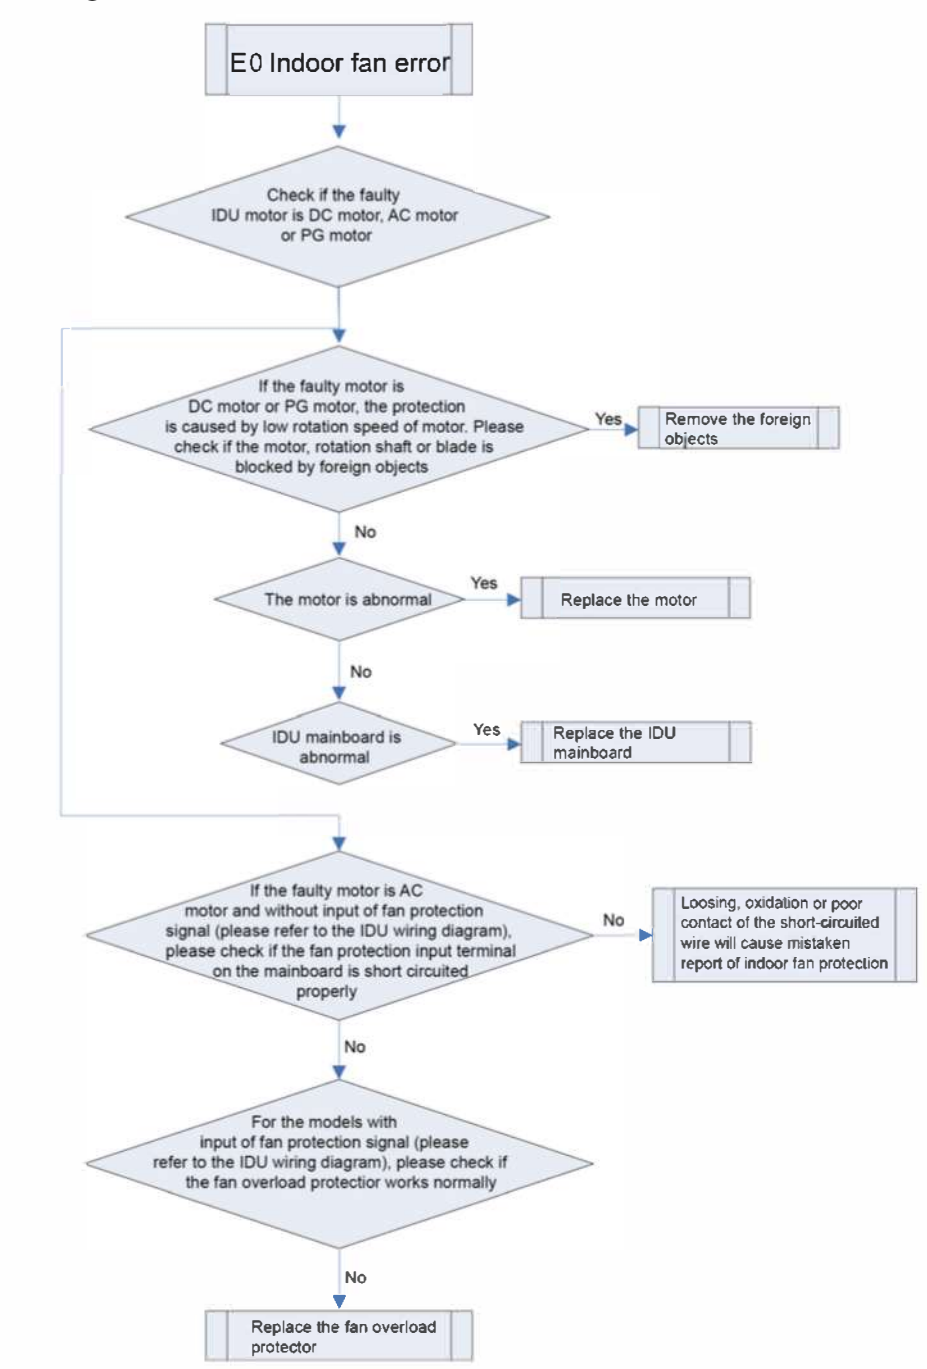 E0 Indoor fan error
Check if the faulty
IDU motor is DC motor, AC motor
or PG motor
If the faulty motor is
DC motor or PG motor, the protection
is caused by low rotation speed of motor. Please
check if the motor, rotation shaft or blade is
blocked by foreign objects
Yes
Remove the foreign
objects
No
The motor is abnormal
Yes
Replace the motor
No
IDU mainboard is
abnormal
Yes
Replace the IDU
mainboard
If the faulty motor is AC
motor and without input of fan protection
signal (please refer to the IDU wiring diagram),
please check if the fan protection input terminal
on the mainboard is short circuited
properly
No
Loosing, oxidation or poor
contact of the short-circuited
wire will cause mistaken
report of indoor fan protection
No
For the models with
input of fan protection signal (please
refer to the IDU wiring diagram), please check if
the fan overload protectior works normally
No
Replace the fan overload
protector